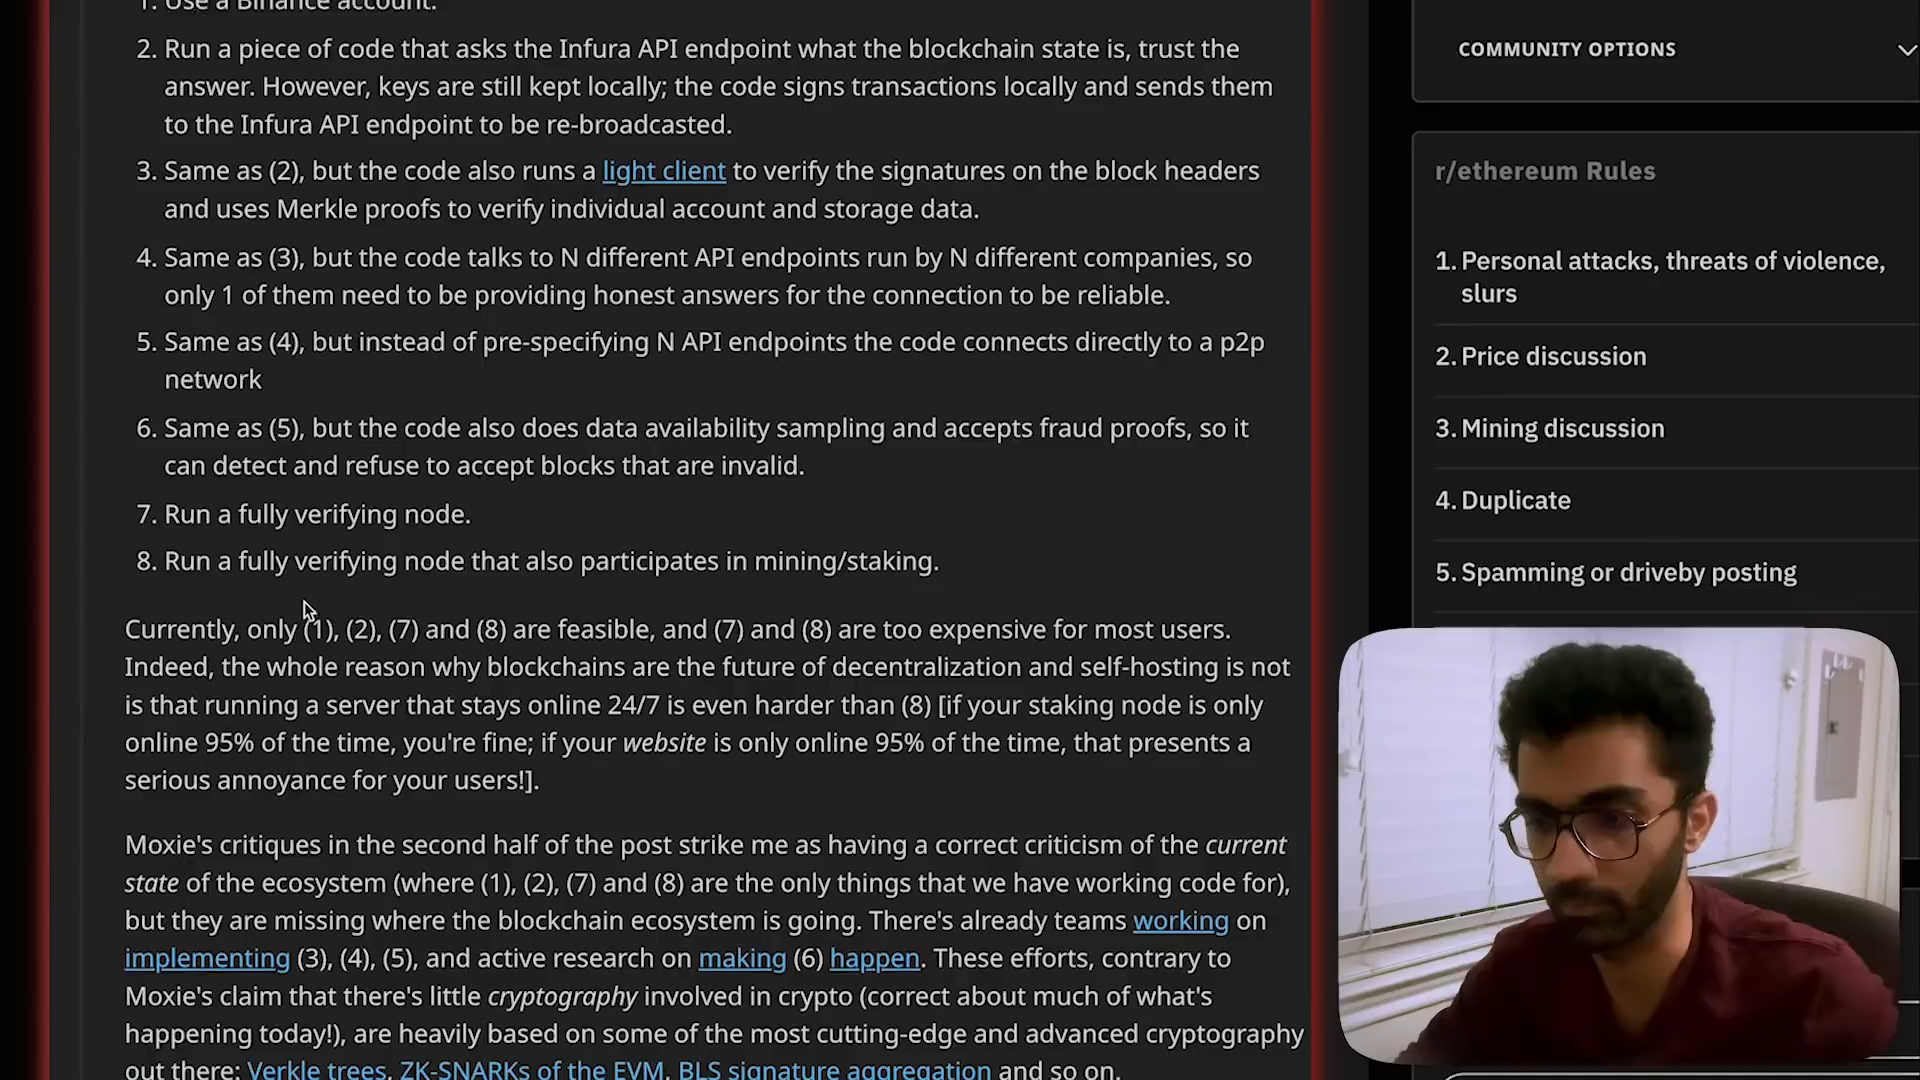 1. Use a Binance account.
2. Run a piece of code that asks the Infura API endpoint what the blockchain state is, trust the
answer. However, keys are still kept locally; the code signs transactions locally and sends them
to the Infura API endpoint to be re-broadcasted.
3. Same as (2), but the code also runs a light client to verify the signatures on the block headers
and uses Merkle proofs to verify individual account and storage data.
4. Same as (3), but the code talks to N different API endpoints run by N different companies, so
only 1 of them need to be providing honest answers for the connection to be reliable.
5. Same as (4), but instead of pre-specifying N API endpoints the code connects directly to a p2p
network
6. Same as (5), but the code also does data availability sampling and accepts fraud proofs, so it
can detect and refuse to accept blocks that are invalid.
7. Run a fully verifying node.
8. Run a fully verifying node that also participates in mining/staking.
Currently, only (1), (2), (7) and (8) are feasible, and (7) and (8) are too expensive for most users.
Indeed, the whole reason why blockchains are the future of decentralization and self-hosting is not
is that running a server that stays online 24/7 is even harder than (8) [if your staking node is only
online 95% of the time, you're fine; if your website is only online 95% of the time, that presents a
serious annoyance for your users!].
Moxie's critiques in the second half of the post strike me as having a correct criticism of the current
state of the ecosystem (where (1), (2), (7) and (8) are the only things that we have working code for),
but they are missing where the blockchain ecosystem is going. There's already teams working on
implementing (3), (4), (5), and active research on making (6) happen. These efforts, contrary to
Moxie's claim that there's little cryptography involved in crypto (correct about much of what's
happening today!), are heavily based on some of the most cutting-edge and advanced cryptography
out there: Verkle trees, ZK-SNARKs of the EVM, BLS signature aggregation and so on.
COMMUNITY OPTIONS
r/ethereum Rules
1. Personal attacks, threats of violence,
slurs
2. Price discussion
3. Mining discussion
4. Duplicate
5. Spamming or driveby posting